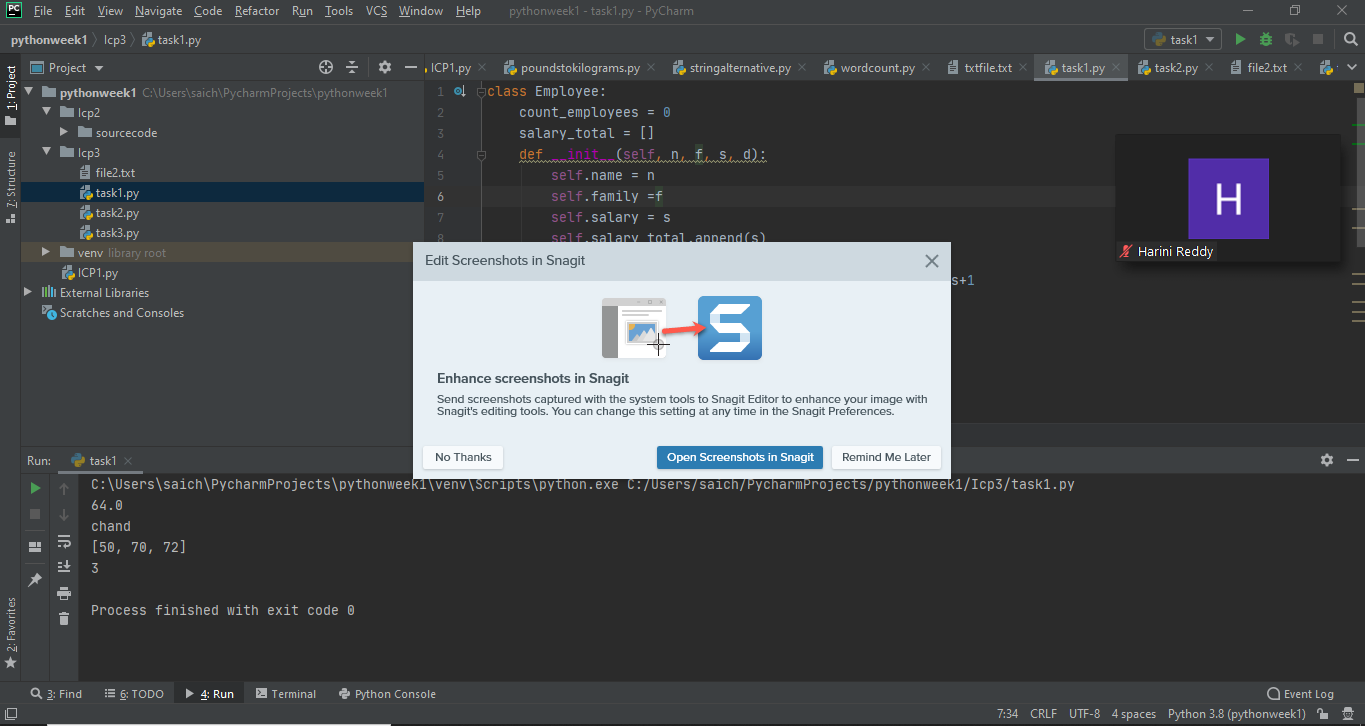 PC File Edit View Navigate Code Refactor Run Tools VCS Window Help pythonweek1 - task1.py - PyCharm
pythonweek1 Icp3 task1.py task1
1: Project
Project
ICP1.py poundstokilograms.py stringalternative.py wordcount.py txtfile.txt task1.py task2.py file2.txt
pythonweek1 C:\Users\saich\PycharmProjects\pythonweek1
Icp2
sourcecode
Icp3
file2.txt
task1.py
task2.py
task3.py
venv library root
ICP1.py
External Libraries
Scratches and Consoles
7: Structure
1 class Employee:
2 count_employees = 0
3 salary_total = []
4 def __init__(self, n, f, s, d):
5 self.name = n
6 self.family =f
7 self.salary = s
8 self.salary_total.append(s)
s+1
H
Harini Reddy
Edit Screenshots in Snagit
S
Enhance screenshots in Snagit
Send screenshots captured with the system tools to Snagit Editor to enhance your image with
Snagit's editing tools. You can change this setting at any time in the Snagit Preferences.
No Thanks Open Screenshots in Snagit Remind Me Later
Run: task1
C:\Users\saich\PycharmProjects\pythonweek1\venv\Scripts\python.exe C:/Users/saich/PycharmProjects/pythonweek1/Icp3/task1.py
64.0
chand
[50, 70, 72]
3
Process finished with exit code 0
2: Favorites
3: Find 6: TODO 4: Run Terminal Python Console Event Log
7:34 CRLF UTF-8 4 spaces Python 3.8 (pythonweek1)